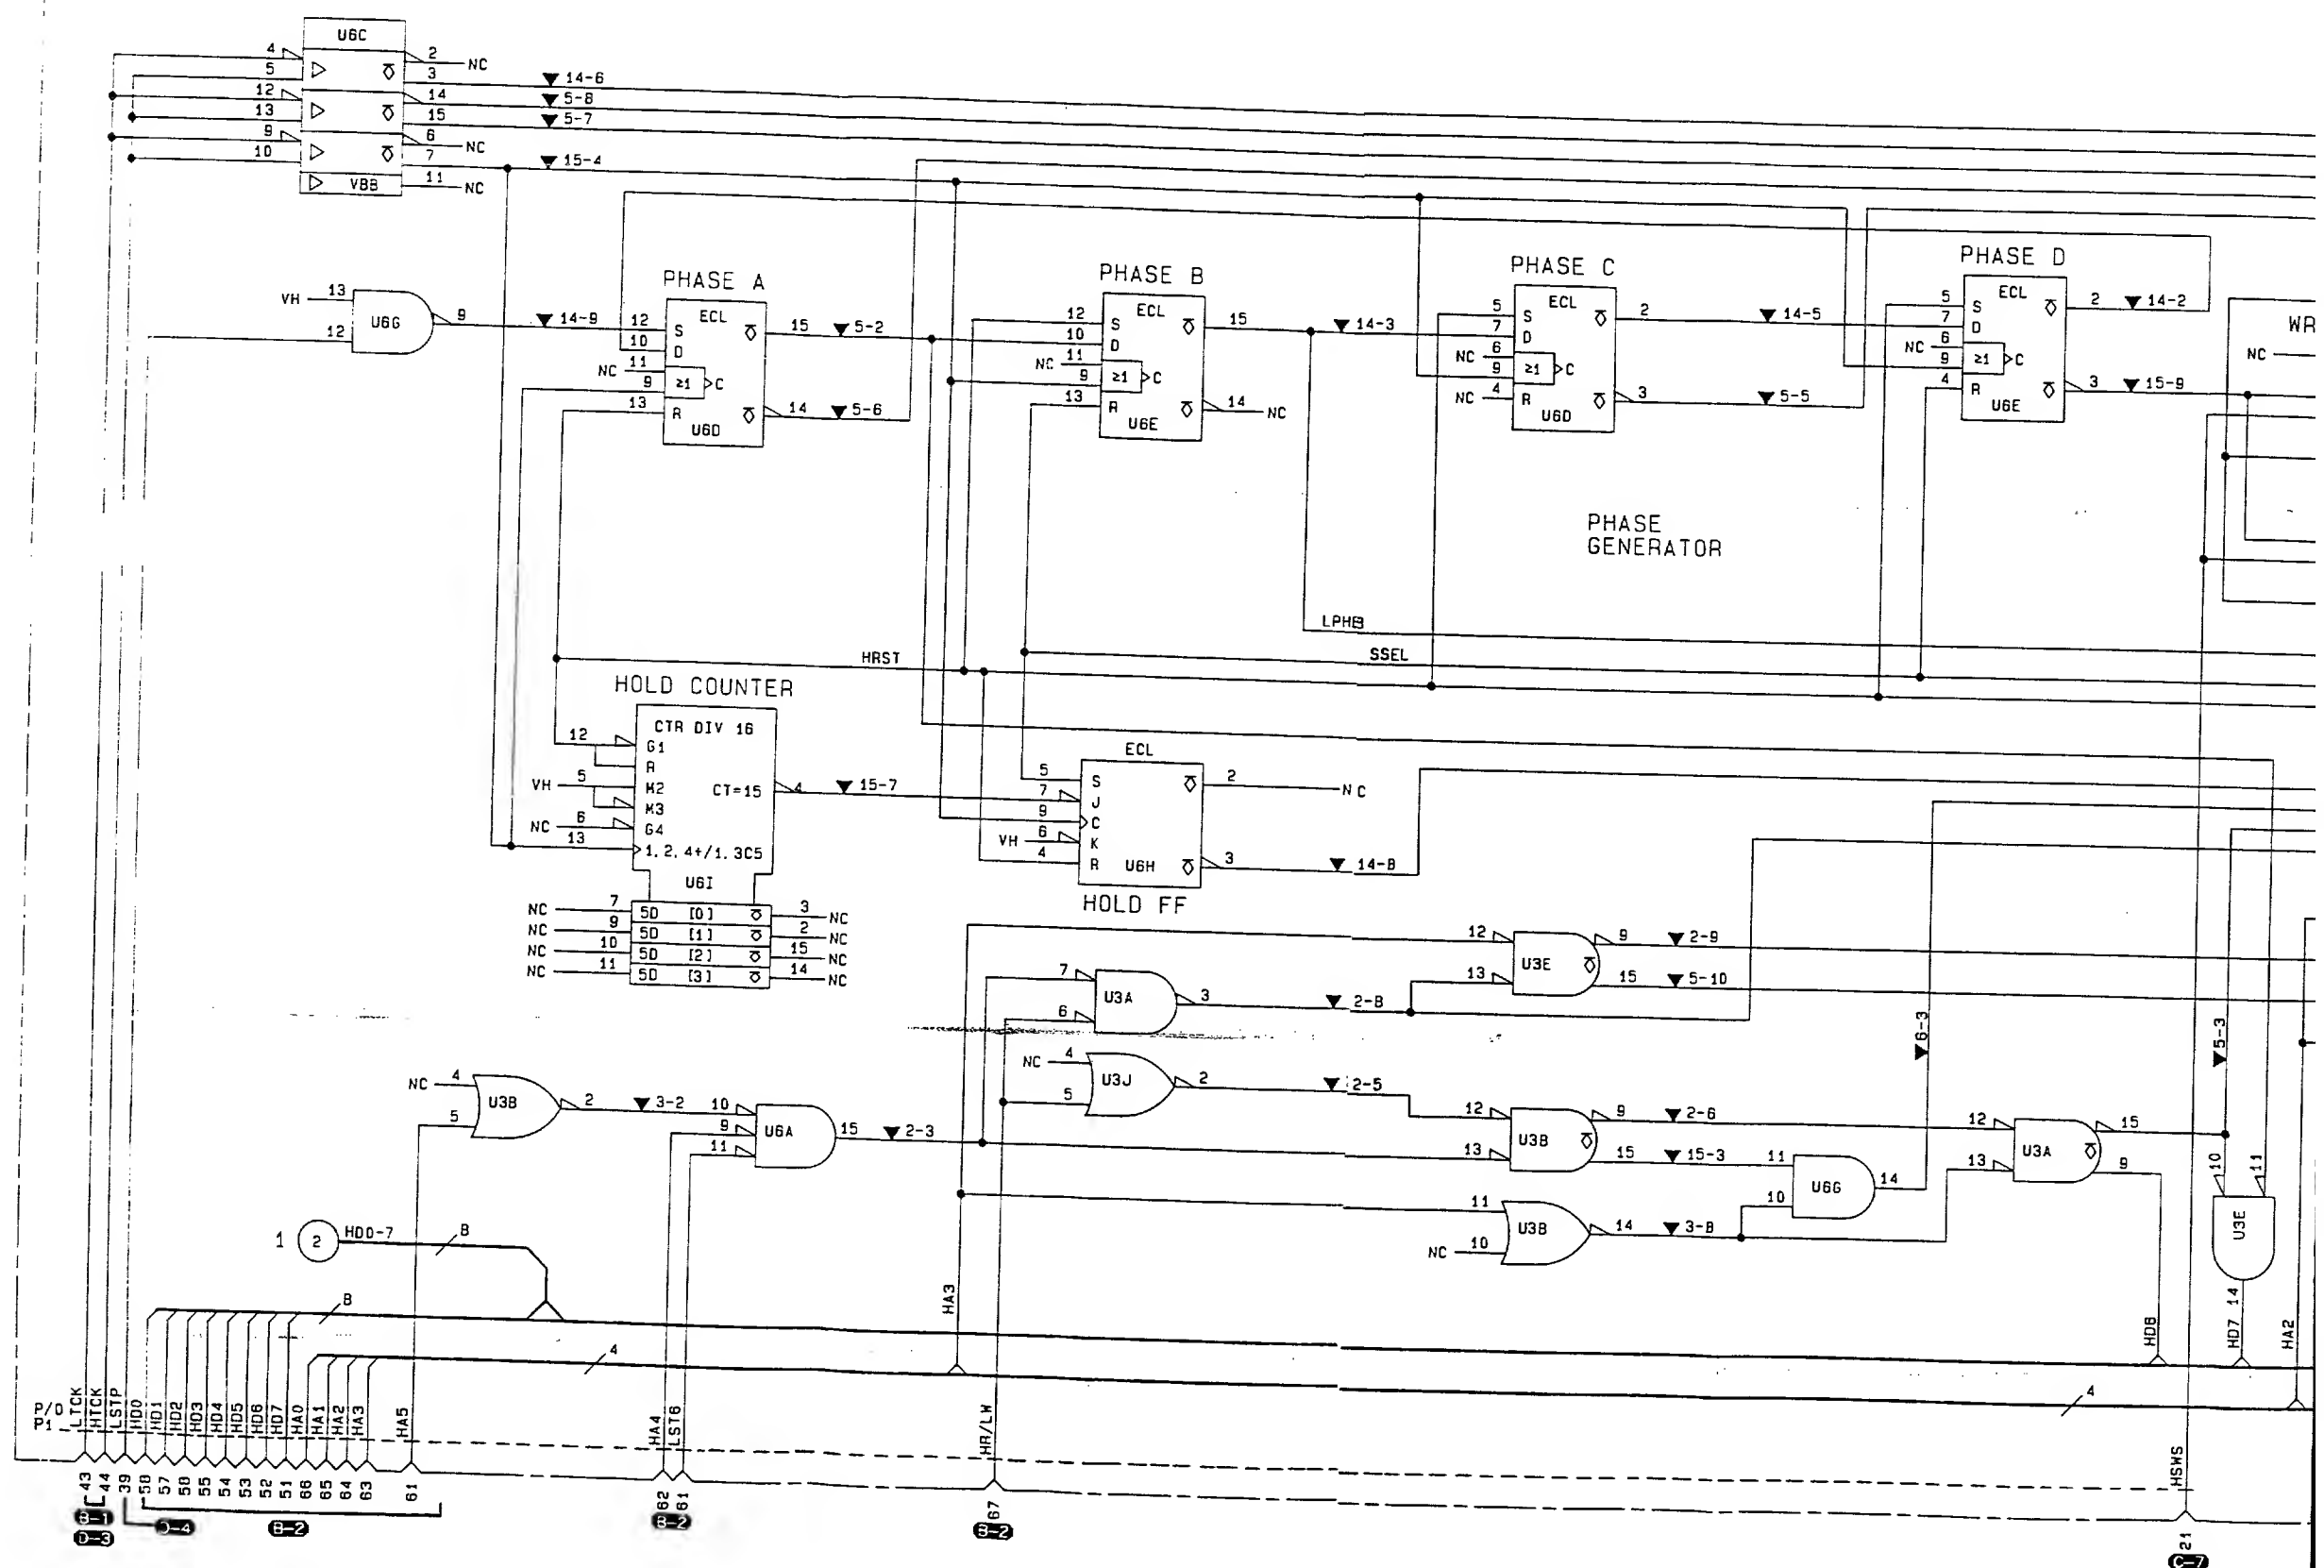 U6C
4 2 NC
5 3 14-6
12 14 5-8
13 15 5-7
9 6 NC
10 7 15-4
VBB 11 NC
PHASE A
PHASE B
PHASE C
PHASE D
VH 13
12 U6G 9 14-9
12 S ECL 15 5-2
10 D
NC 11
9 ≥1 C
13 R U6D 14 5-6
12 S ECL 15 14-3
10 D
NC 11
9 ≥1 C
13 R U6E 14 NC
5 S ECL 2 14-5
7 D
NC 6
9 ≥1 C
NC 4 R U6D 3 5-5
5 S ECL 2 14-2
7 D
NC 6
9 ≥1 C
4 R U6E 3 15-9
WR
NC
PHASE
GENERATOR
LPHB
HRST
SSEL
HOLD COUNTER
CTR DIV 16
12 G1
R
VH 5 M2 CT=15 4 15-7
M3
NC 6 G4
13 1,2,4+/1,3C5
U6I
NC 7 5D [0] 3 NC
NC 9 5D [1] 2 NC
NC 10 5D [2] 15 NC
NC 11 5D [3] 14 NC
ECL
5 S 2 NC
7 J
9 C
VH 6 K
4 R U6H 3 14-8
HOLD FF
12 U3E 9 2-9
13 15 5-10
7 U3A 3 2-8
6
NC 4 U3J 2 2-5
5
6-3
5-3
NC 4 U3B 2 3-2
5
10 U6A 15 2-3
9
11
12 U3B 9 2-6
13 15 15-3
11 U6G 14
10
12 U3A 15
13 9
11 U3B 14 3-8
NC 10
10 11
U3E
14
1 2 HD0-7 8
8
4
4
HA3
HD6
HD7
HA2
P/O
P1
LTCK
HTCK
LSTP
HD0
HD1
HD2
HD3
HD4
HD5
HD6
HD7
HA0
HA1
HA2
HA3
HA5
HA4
LST6
HR/LW
HSWS
43
44
39
58
57
58
55
54
53
52
51
66
65
64
63
61
62
61
67
21
B-1
D-3
D-4
B-2
B-2
B-2
C-7